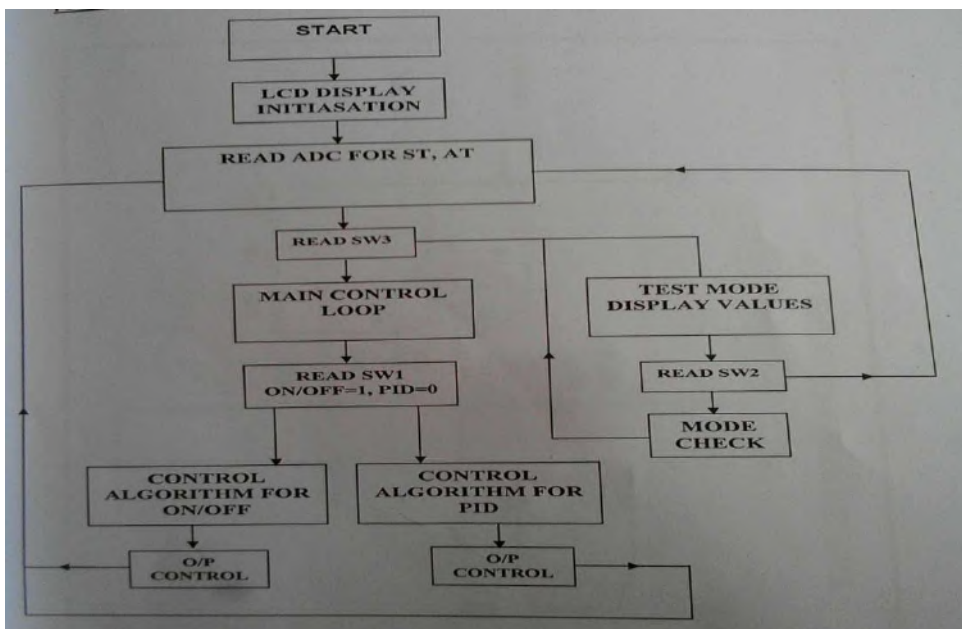 START
LCD DISPLAY
INITIASATION
READ ADC FOR ST, AT
READ SW3
MAIN CONTROL
LOOP
TEST MODE
DISPLAY VALUES
READ SW1
ON/OFF=1, PID=0
READ SW2
MODE
CHECK
CONTROL
ALGORITHM FOR
ON/OFF
CONTROL
ALGORITHM FOR
PID
O/P
CONTROL
O/P
CONTROL